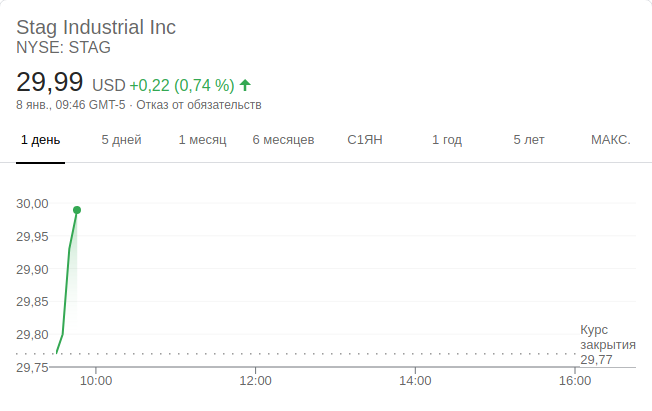 Stag Industrial Inc
NYSE: STAG
29,99 USD +0,22 (0,74 %)
8 янв., 09:46 GMT-5 · Отказ от обязательств
1 день 5 дней 1 месяц 6 месяцев С1ЯН 1 год 5 лет МАКС.
30,00
29,95
29,90
29,85
29,80
Курс
закрытия
29,77
29,75
10:00 12:00 14:00 16:00